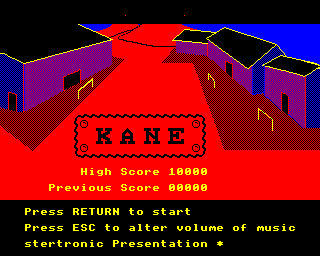 KANE
High Score 10000
Previous Score 00000
Press RETURN to start
Press ESC to alter volume of music
stertronic Presentation *